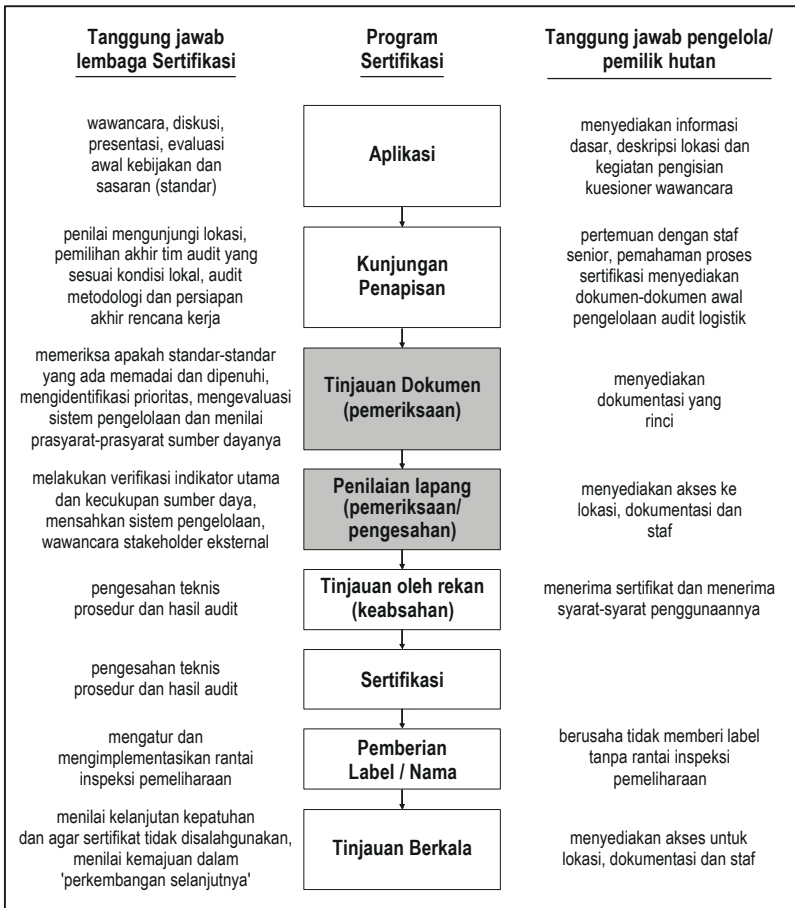 Tanggung jawab
lembaga Sertifikasi
Program
Sertifikasi
Tanggung jawab pengelola/
pemilik hutan
wawancara, diskusi,
presentasi, evaluasi
awal kebijakan dan
sasaran (standar)
Aplikasi
menyediakan informasi
dasar, deskripsi lokasi dan
kegiatan pengisian
kuesioner wawancara
penilai mengunjungi lokasi,
pemilihan akhir tim audit yang
sesuai kondisi lokal, audit
metodologi dan persiapan
akhir rencana kerja
Kunjungan
Penapisan
pertemuan dengan staf
senior, pemahaman proses
sertifikasi menyediakan
dokumen-dokumen awal
pengelolaan audit logistik
memeriksa apakah standar-standar
yang ada memadai dan dipenuhi,
mengidentifikasi prioritas, mengevaluasi
sistem pengelolaan dan menilai
prasyarat-prasyarat sumber dayanya
Tinjauan Dokumen
(pemeriksaan)
menyediakan
dokumentasi yang
rinci
melakukan verifikasi indikator utama
dan kecukupan sumber daya,
mensahkan sistem pengelolaan,
wawancara stakeholder eksternal
Penilaian lapang
(pemeriksaan/
pengesahan)
menyediakan akses ke
lokasi, dokumentasi dan
staf
pengesahan teknis
prosedur dan hasil audit
Tinjauan oleh rekan
(keabsahan)
menerima sertifikat dan menerima
syarat-syarat penggunaannya
pengesahan teknis
prosedur dan hasil audit
Sertifikasi
mengatur dan
mengimplementasikan rantai
inspeksi pemeliharaan
Pemberian
Label / Nama
berusaha tidak memberi label
tanpa rantai inspeksi
pemeliharaan
menilai kelanjutan kepatuhan
dan agar sertifikat tidak disalahgunakan,
menilai kemajuan dalam
'perkembangan selanjutnya'
Tinjauan Berkala
menyediakan akses untuk
lokasi, dokumentasi dan staf